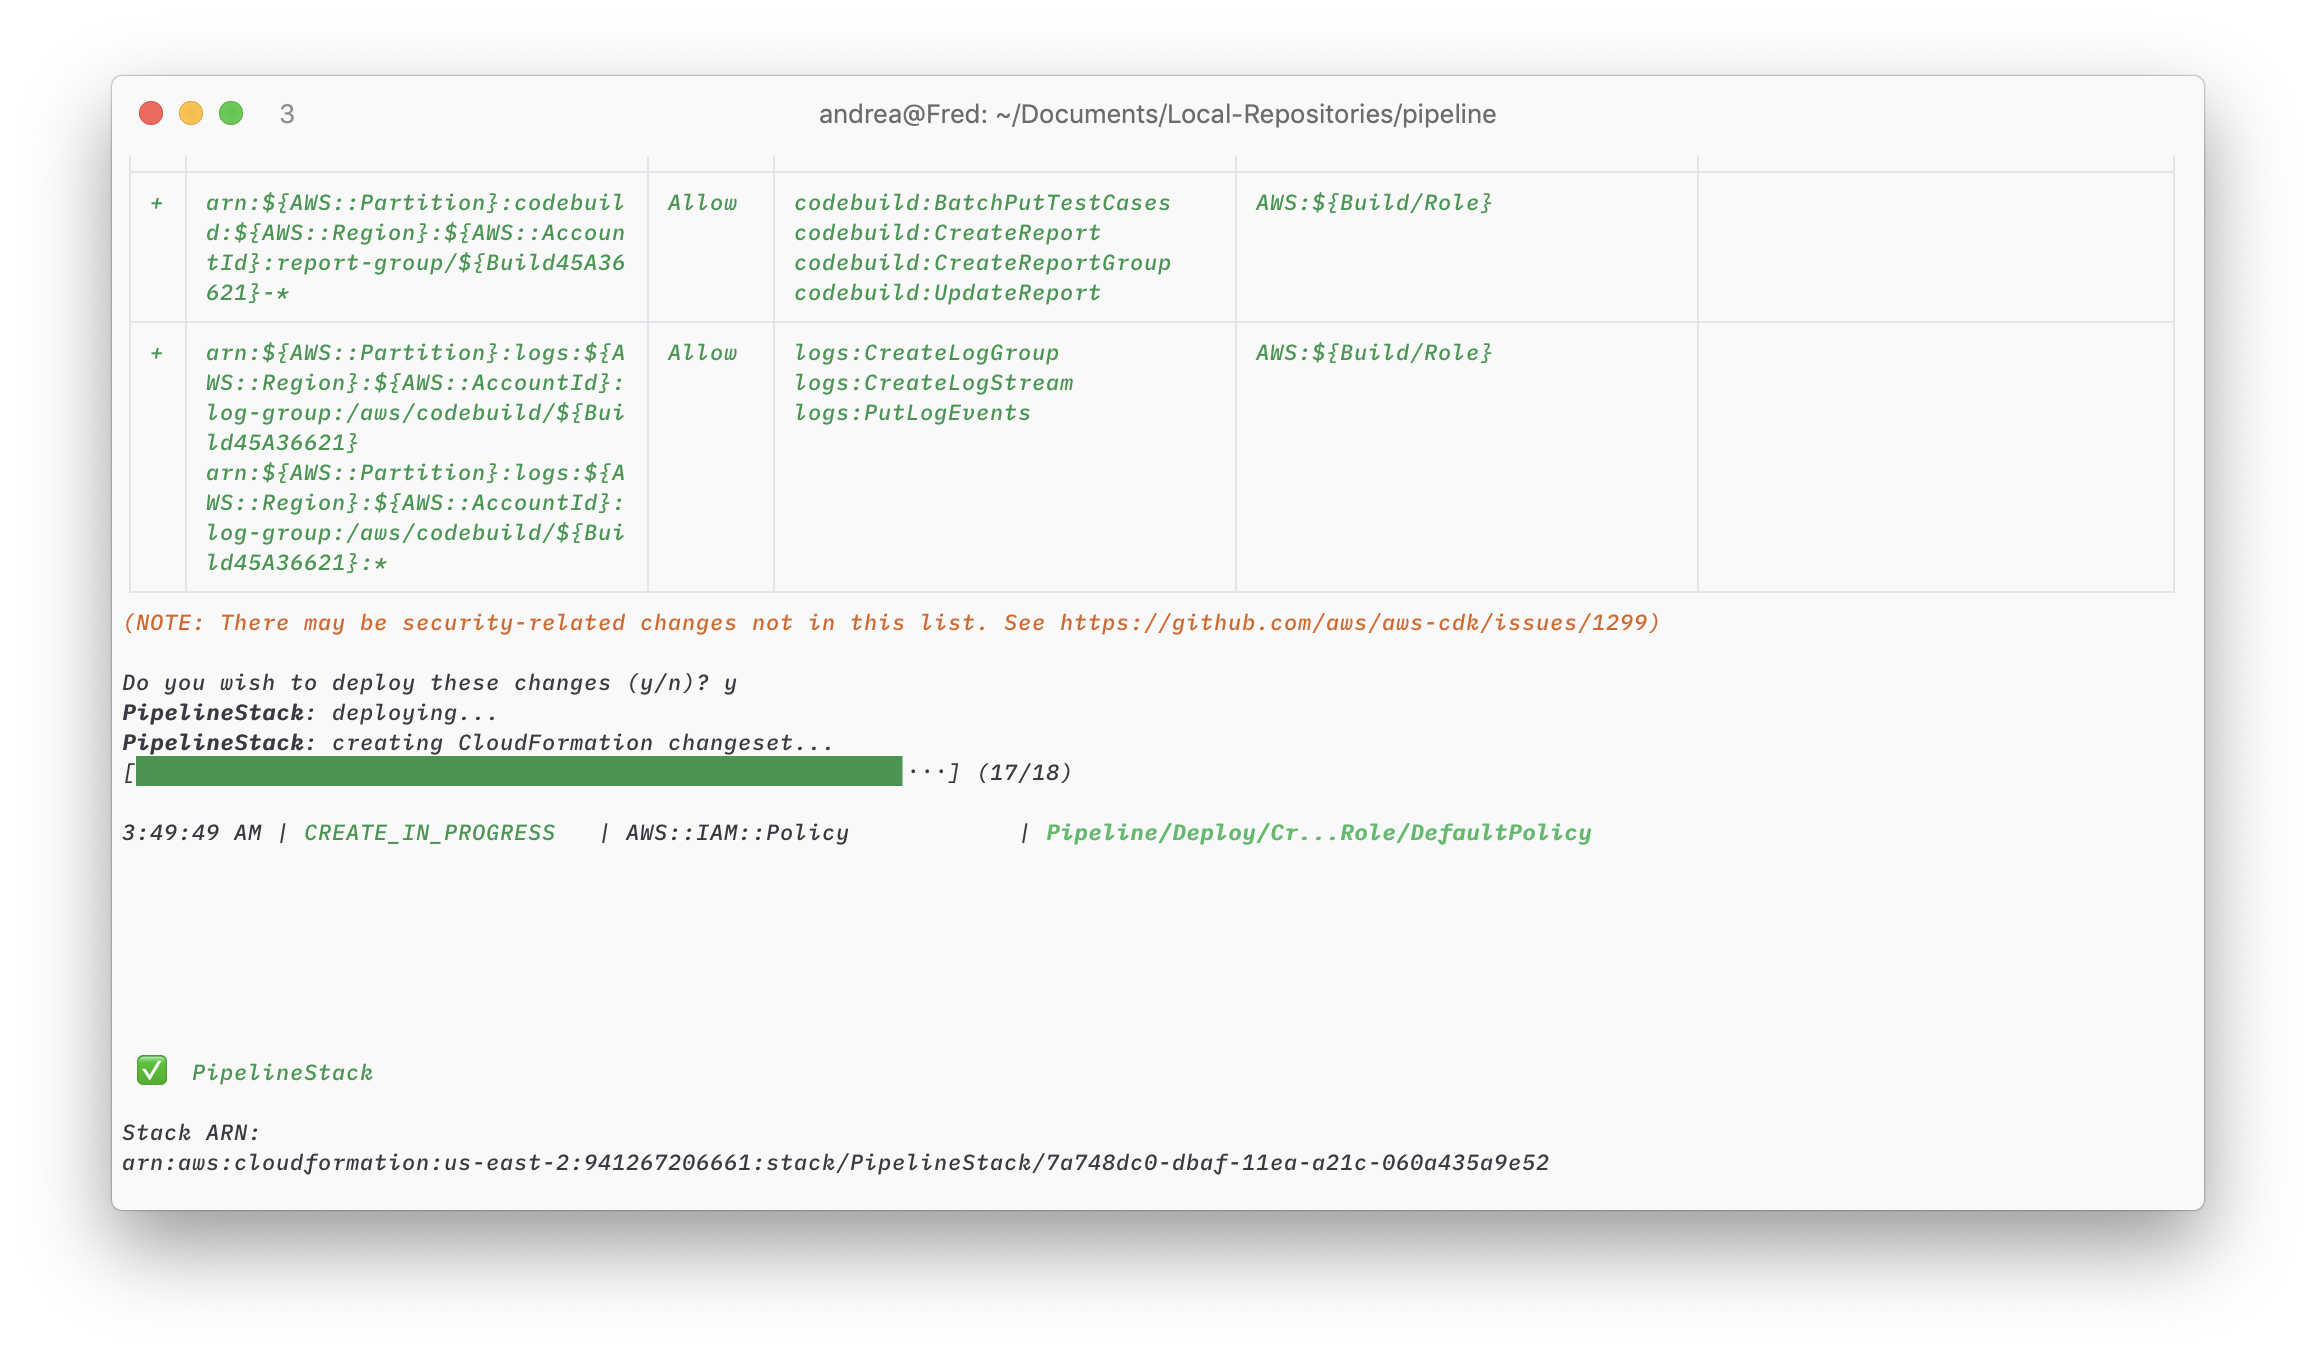 3
andrea@Fred: ~/Documents/Local-Repositories/pipeline
+ arn:${AWS::Partition}:codebuil Allow codebuild:BatchPutTestCases AWS:${Build/Role}
d:${AWS::Region}:${AWS::Accoun codebuild:CreateReport
tId}:report-group/${Build45A36 codebuild:CreateReportGroup
621}-* codebuild:UpdateReport
+ arn:${AWS::Partition}:logs:${A Allow logs:CreateLogGroup AWS:${Build/Role}
WS::Region}:${AWS::AccountId}: logs:CreateLogStream
log-group:/aws/codebuild/${Bui logs:PutLogEvents
ld45A36621}
arn:${AWS::Partition}:logs:${A
WS::Region}:${AWS::AccountId}:
log-group:/aws/codebuild/${Bui
ld45A36621}:*
(NOTE: There may be security-related changes not in this list. See https://github.com/aws/aws-cdk/issues/1299)
Do you wish to deploy these changes (y/n)? y
PipelineStack: deploying...
PipelineStack: creating CloudFormation changeset...
[···] (17/18)
3:49:49 AM | CREATE_IN_PROGRESS | AWS::IAM::Policy | Pipeline/Deploy/Cr...Role/DefaultPolicy
✅ PipelineStack
Stack ARN:
arn:aws:cloudformation:us-east-2:941267206661:stack/PipelineStack/7a748dc0-dbaf-11ea-a21c-060a435a9e52